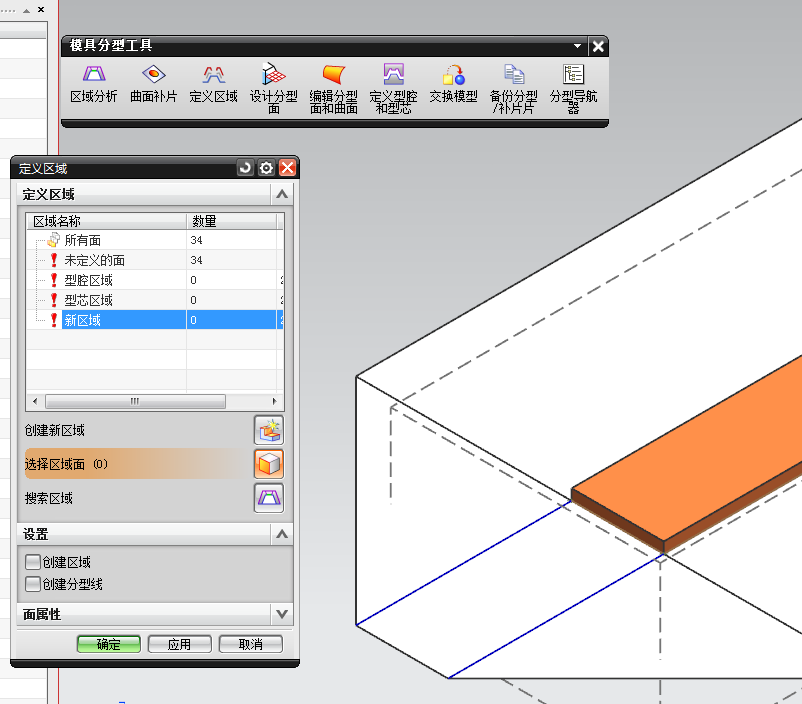 模具分型工具
区域分析
曲面补片
定义区域
设计分型
面
编辑分型
面和曲面
定义型腔
和型芯
交换模型
备份分型
/补片片
分型导航
器
定义区域
定义区域
区域名称 数量
所有面 34
未定义的面 34
型腔区域 0
型芯区域 0
新区域 0
创建新区域
选择区域面 (0)
搜索区域
设置
创建区域
创建分型线
面属性
确定 应用 取消